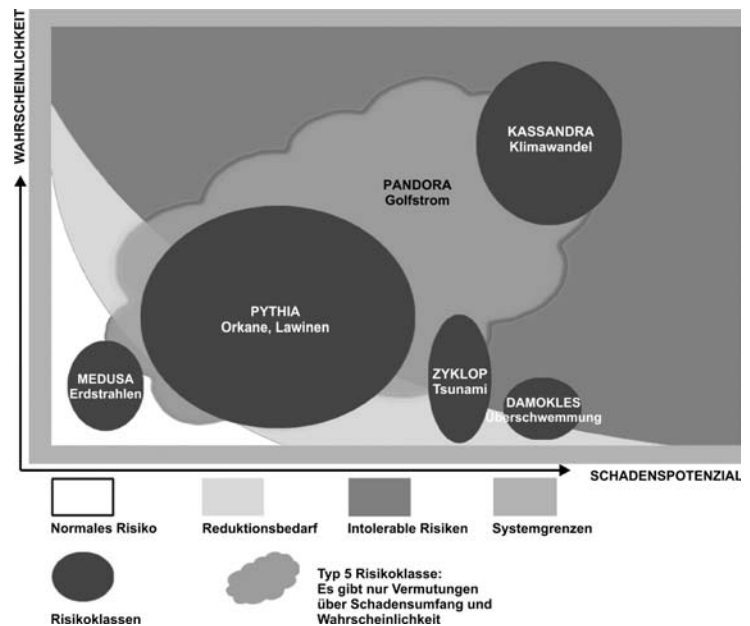 WAHRSCHEINLICHKEIT
KASSANDRA
Klimawandel
PANDORA
Golfstrom
PYTHIA
Orkane, Lawinen
MEDUSA
Erdstrahlen
ZYKLOP
Tsunami
DAMOKLES
Überschwemmung
SCHADENSPOTENZIAL
Normales Risiko
Reduktionsbedarf
Intolerable Risiken
Systemgrenzen
Risikoklassen
Typ 5 Risikoklasse:
Es gibt nur Vermutungen
über Schadensumfang und
Wahrscheinlichkeit